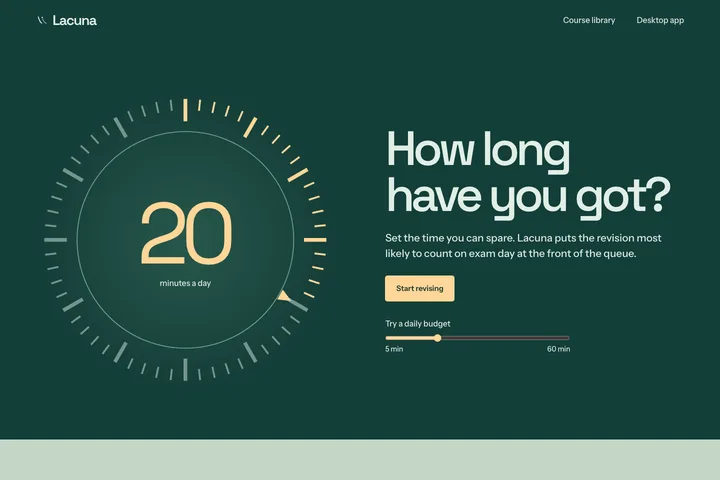 Lacuna
Course library
Desktop app
20
minutes a day
How long
have you got?
Set the time you can spare. Lacuna puts the revision most
likely to count on exam day at the front of the queue.
Start revising
Try a daily budget
5 min
60 min